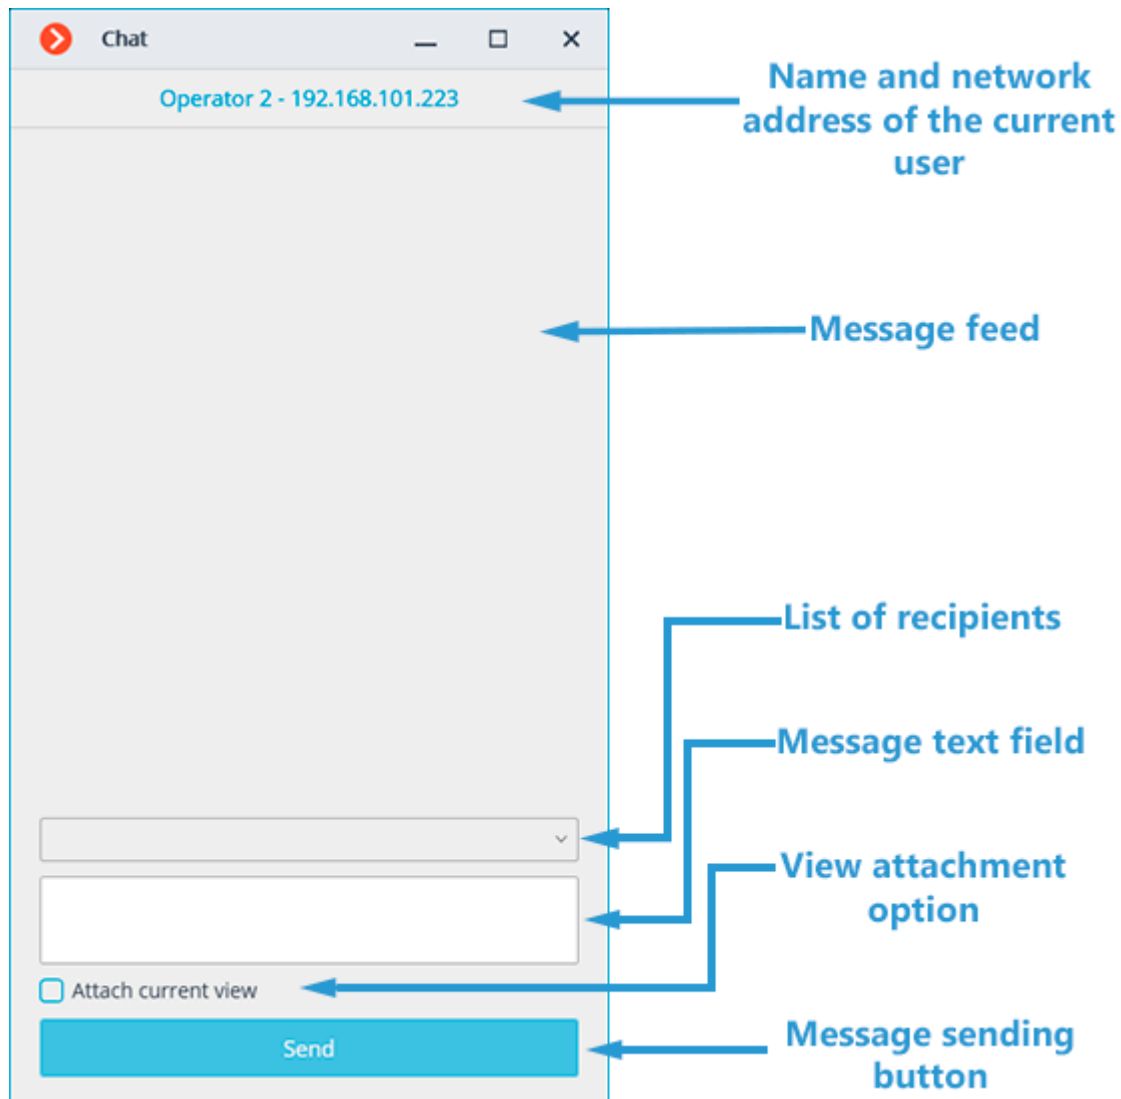 Chat
Operator 2 - 192.168.101.223
Name and network
address of the current
user
Message feed
List of recipients
Message text field
View attachment
option
Attach current view
Send
Message sending
button